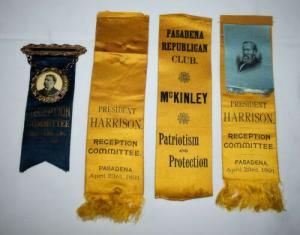 RECEPTION
COMMITTEE
PRESIDENT
HARRISON.
RECEPTION
COMMITTEE.
PASADENA,
April 23rd, 1891.
PASADENA
REPUBLICAN
CLUB.
McKINLEY
Patriotism
AND
Protection
PRESIDENT
HARRISON.
RECEPTION
COMMITTEE.
PASADENA,
April 23rd, 1891.